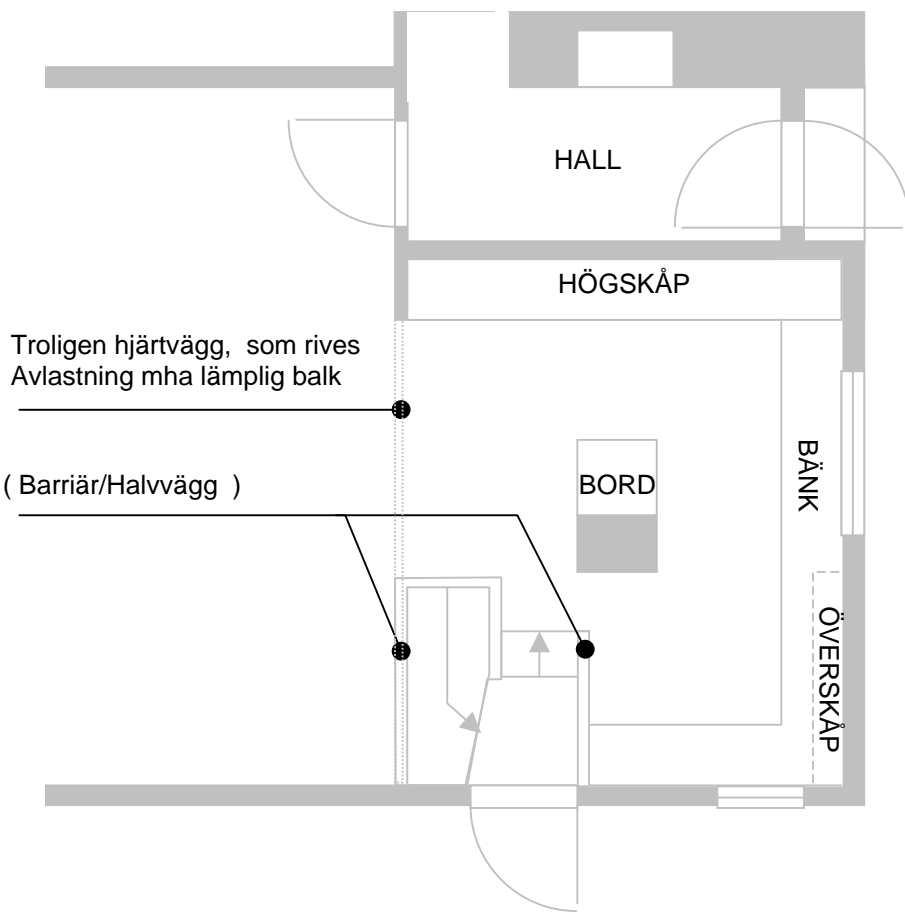 HALL
HÖGSKÅP
Troligen hjärtvägg, som rives
Avlastning mha lämplig balk
( Barriär/Halvvägg )
BORD
BÄNK
ÖVERSKÅP